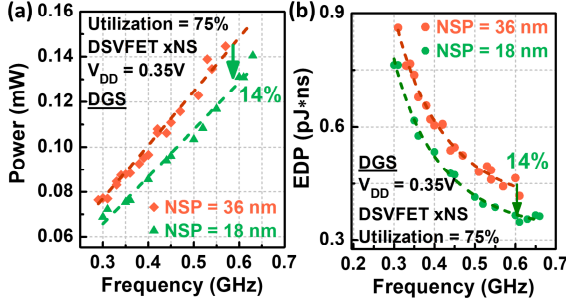 (a)
Utilization = 75%
DSVFET xNS
VDD = 0.35V
DGS
14%
NSP = 36 nm
NSP = 18 nm
Power (mW)
0.16
0.14
0.12
0.10
0.08
0.06
0.3 0.4 0.5 0.6 0.7
Frequency (GHz)
(b)
NSP = 36 nm
NSP = 18 nm
14%
DGS
VDD = 0.35V
DSVFET xNS
Utilization = 75%
EDP (pJ*ns)
0.9
0.6
0.3
0.2 0.3 0.4 0.5 0.6 0.7
Frequency (GHz)